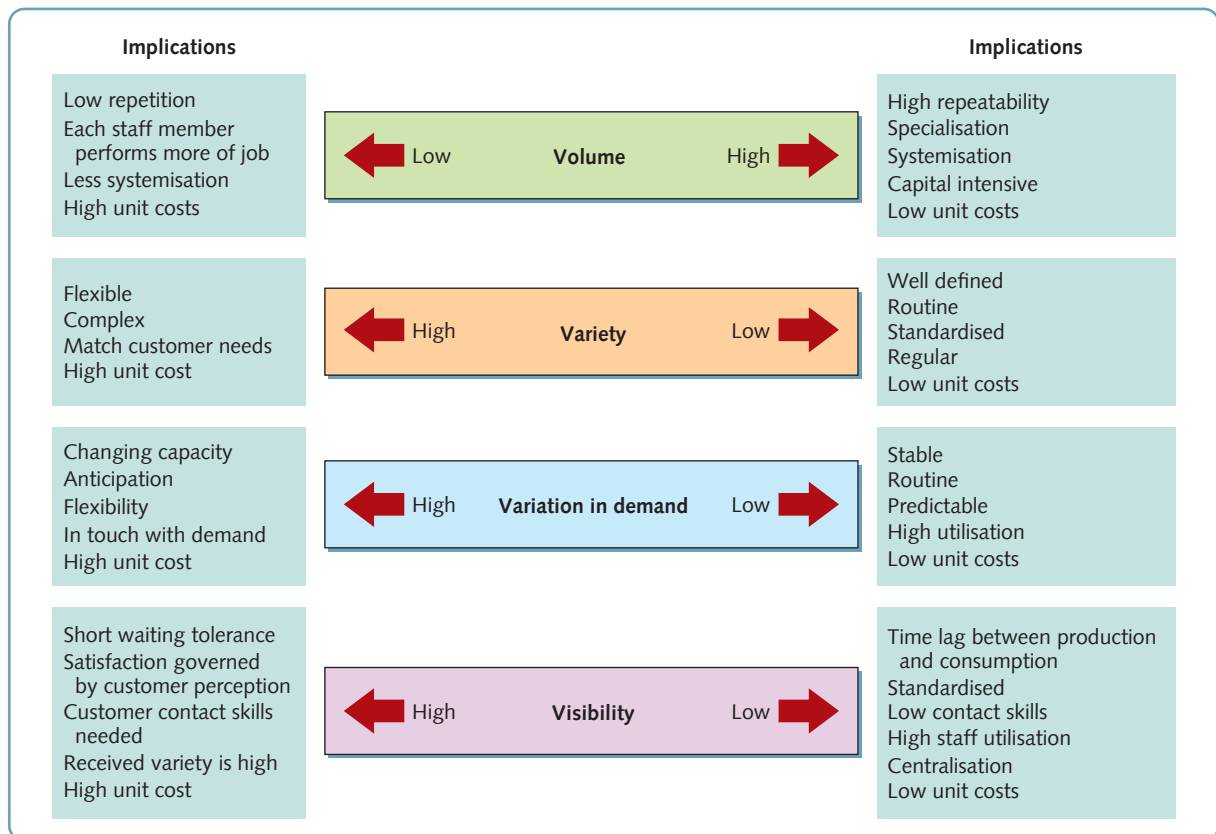 Implications
Implications
Low repetition
Each staff member
performs more of job
Less systemisation
High unit costs
Low
Volume
High
High repeatability
Specialisation
Systemisation
Capital intensive
Low unit costs
Flexible
Complex
Match customer needs
High unit cost
High
Variety
Low
Well defined
Routine
Standardised
Regular
Low unit costs
Changing capacity
Anticipation
Flexibility
In touch with demand
High unit cost
High
Variation in demand
Low
Stable
Routine
Predictable
High utilisation
Low unit costs
Short waiting tolerance
Satisfaction governed
by customer perception
Customer contact skills
needed
Received variety is high
High unit cost
High
Visibility
Low
Time lag between production
and consumption
Standardised
Low contact skills
High staff utilisation
Centralisation
Low unit costs